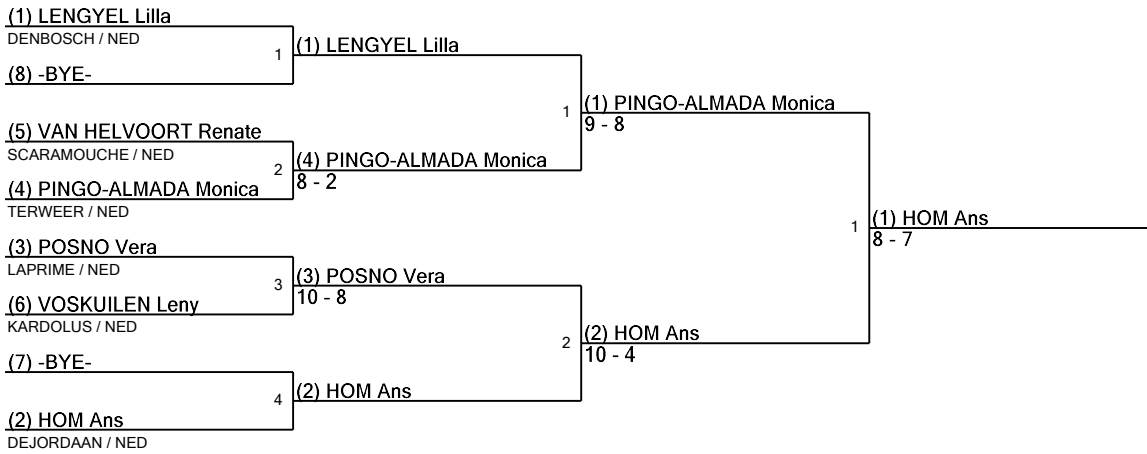 (1) LENGYEL Lilla
DENBOSCH / NED
(8) -BYE-
(5) VAN HELVOORT Renate
SCARAMOUCHE / NED
(4) PINGO-ALMADA Monica
TERWEER / NED
(3) POSNO Vera
LAPRIME / NED
(6) VOSKUILEN Leny
KARDOLUS / NED
(7) -BYE-
(2) HOM Ans
DEJORDAAN / NED
1
(1) LENGYEL Lilla
2
(4) PINGO-ALMADA Monica
8 - 2
3
(3) POSNO Vera
10 - 8
4
(2) HOM Ans
1
(1) PINGO-ALMADA Monica
9 - 8
2
(2) HOM Ans
10 - 4
1
(1) HOM Ans
8 - 7